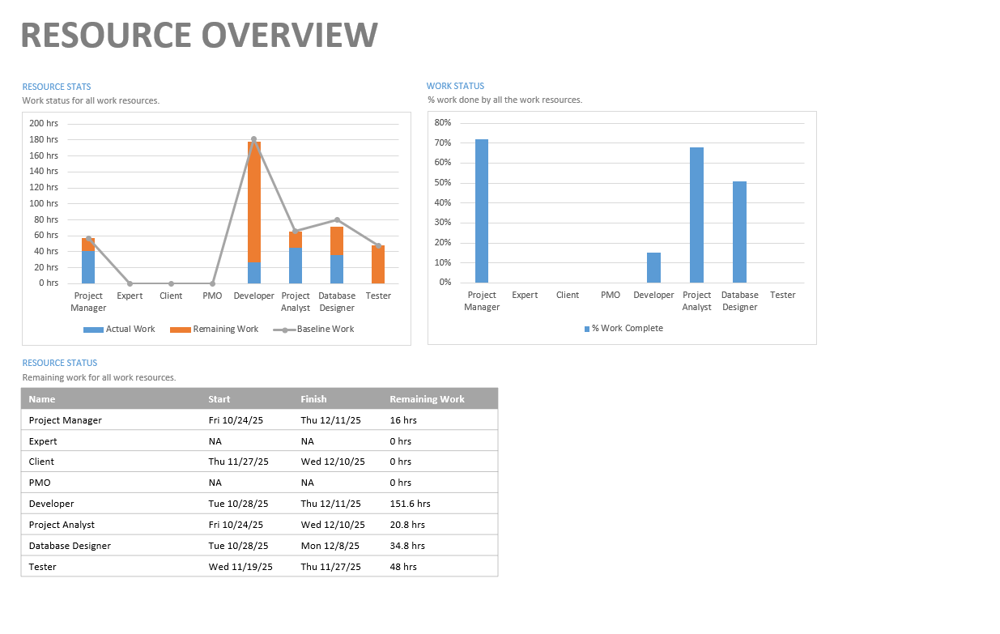 RESOURCE OVERVIEW
RESOURCE STATS
Work status for all work resources.
200 hrs
180 hrs
160 hrs
140 hrs
120 hrs
100 hrs
80 hrs
60 hrs
40 hrs
20 hrs
0 hrs
Project Manager
Expert
Client
PMO
Developer
Project Analyst
Database Designer
Tester
Actual Work
Remaining Work
Baseline Work
WORK STATUS
% work done by all the work resources.
80%
70%
60%
50%
40%
30%
20%
10%
0%
Project Manager
Expert
Client
PMO
Developer
Project Analyst
Database Designer
Tester
% Work Complete
RESOURCE STATUS
Remaining work for all work resources.
Name Start Finish Remaining Work
Project Manager Fri 10/24/25 Thu 12/11/25 16 hrs
Expert NA NA 0 hrs
Client Thu 11/27/25 Wed 12/10/25 0 hrs
PMO NA NA 0 hrs
Developer Tue 10/28/25 Thu 12/11/25 151.6 hrs
Project Analyst Fri 10/24/25 Wed 12/10/25 20.8 hrs
Database Designer Tue 10/28/25 Mon 12/8/25 34.8 hrs
Tester Wed 11/19/25 Thu 11/27/25 48 hrs